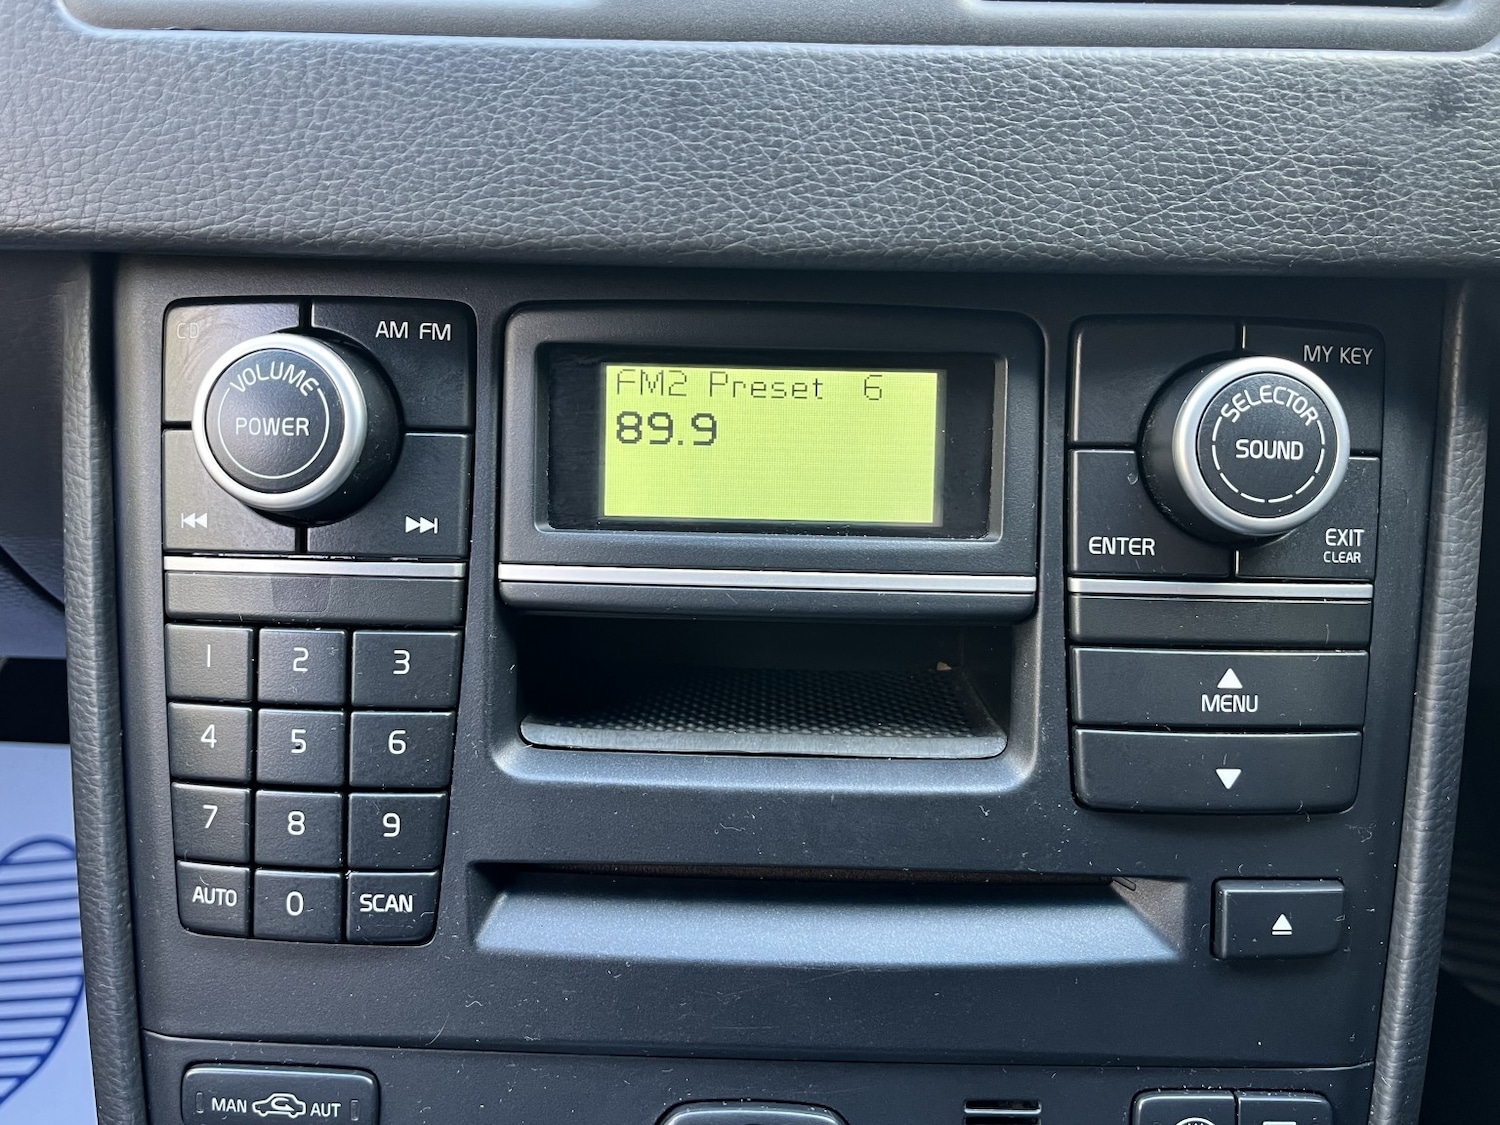 CD
AM FM
VOLUME
POWER
FM2 Preset 6
89.9
MY KEY
SELECTOR
SOUND
ENTER
EXIT
CLEAR
1 2 3
4 5 6
7 8 9
AUTO 0 SCAN
MENU
MAN AUT